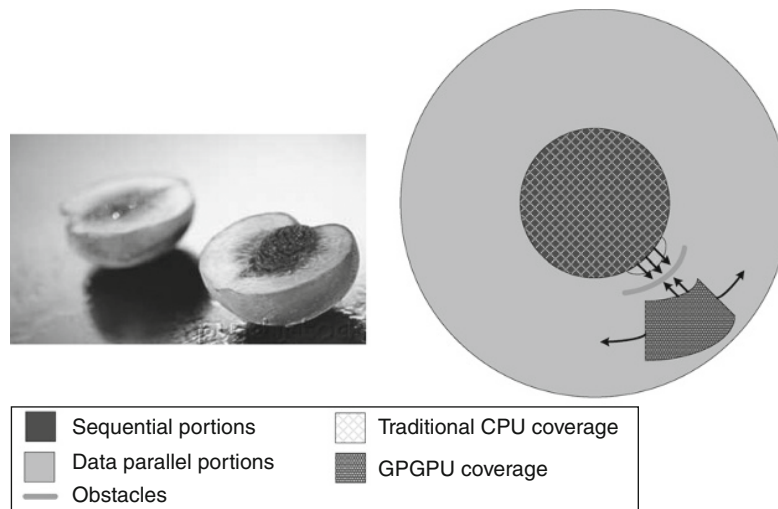 Sequential portions
Traditional CPU coverage
Data parallel portions
GPGPU coverage
Obstacles